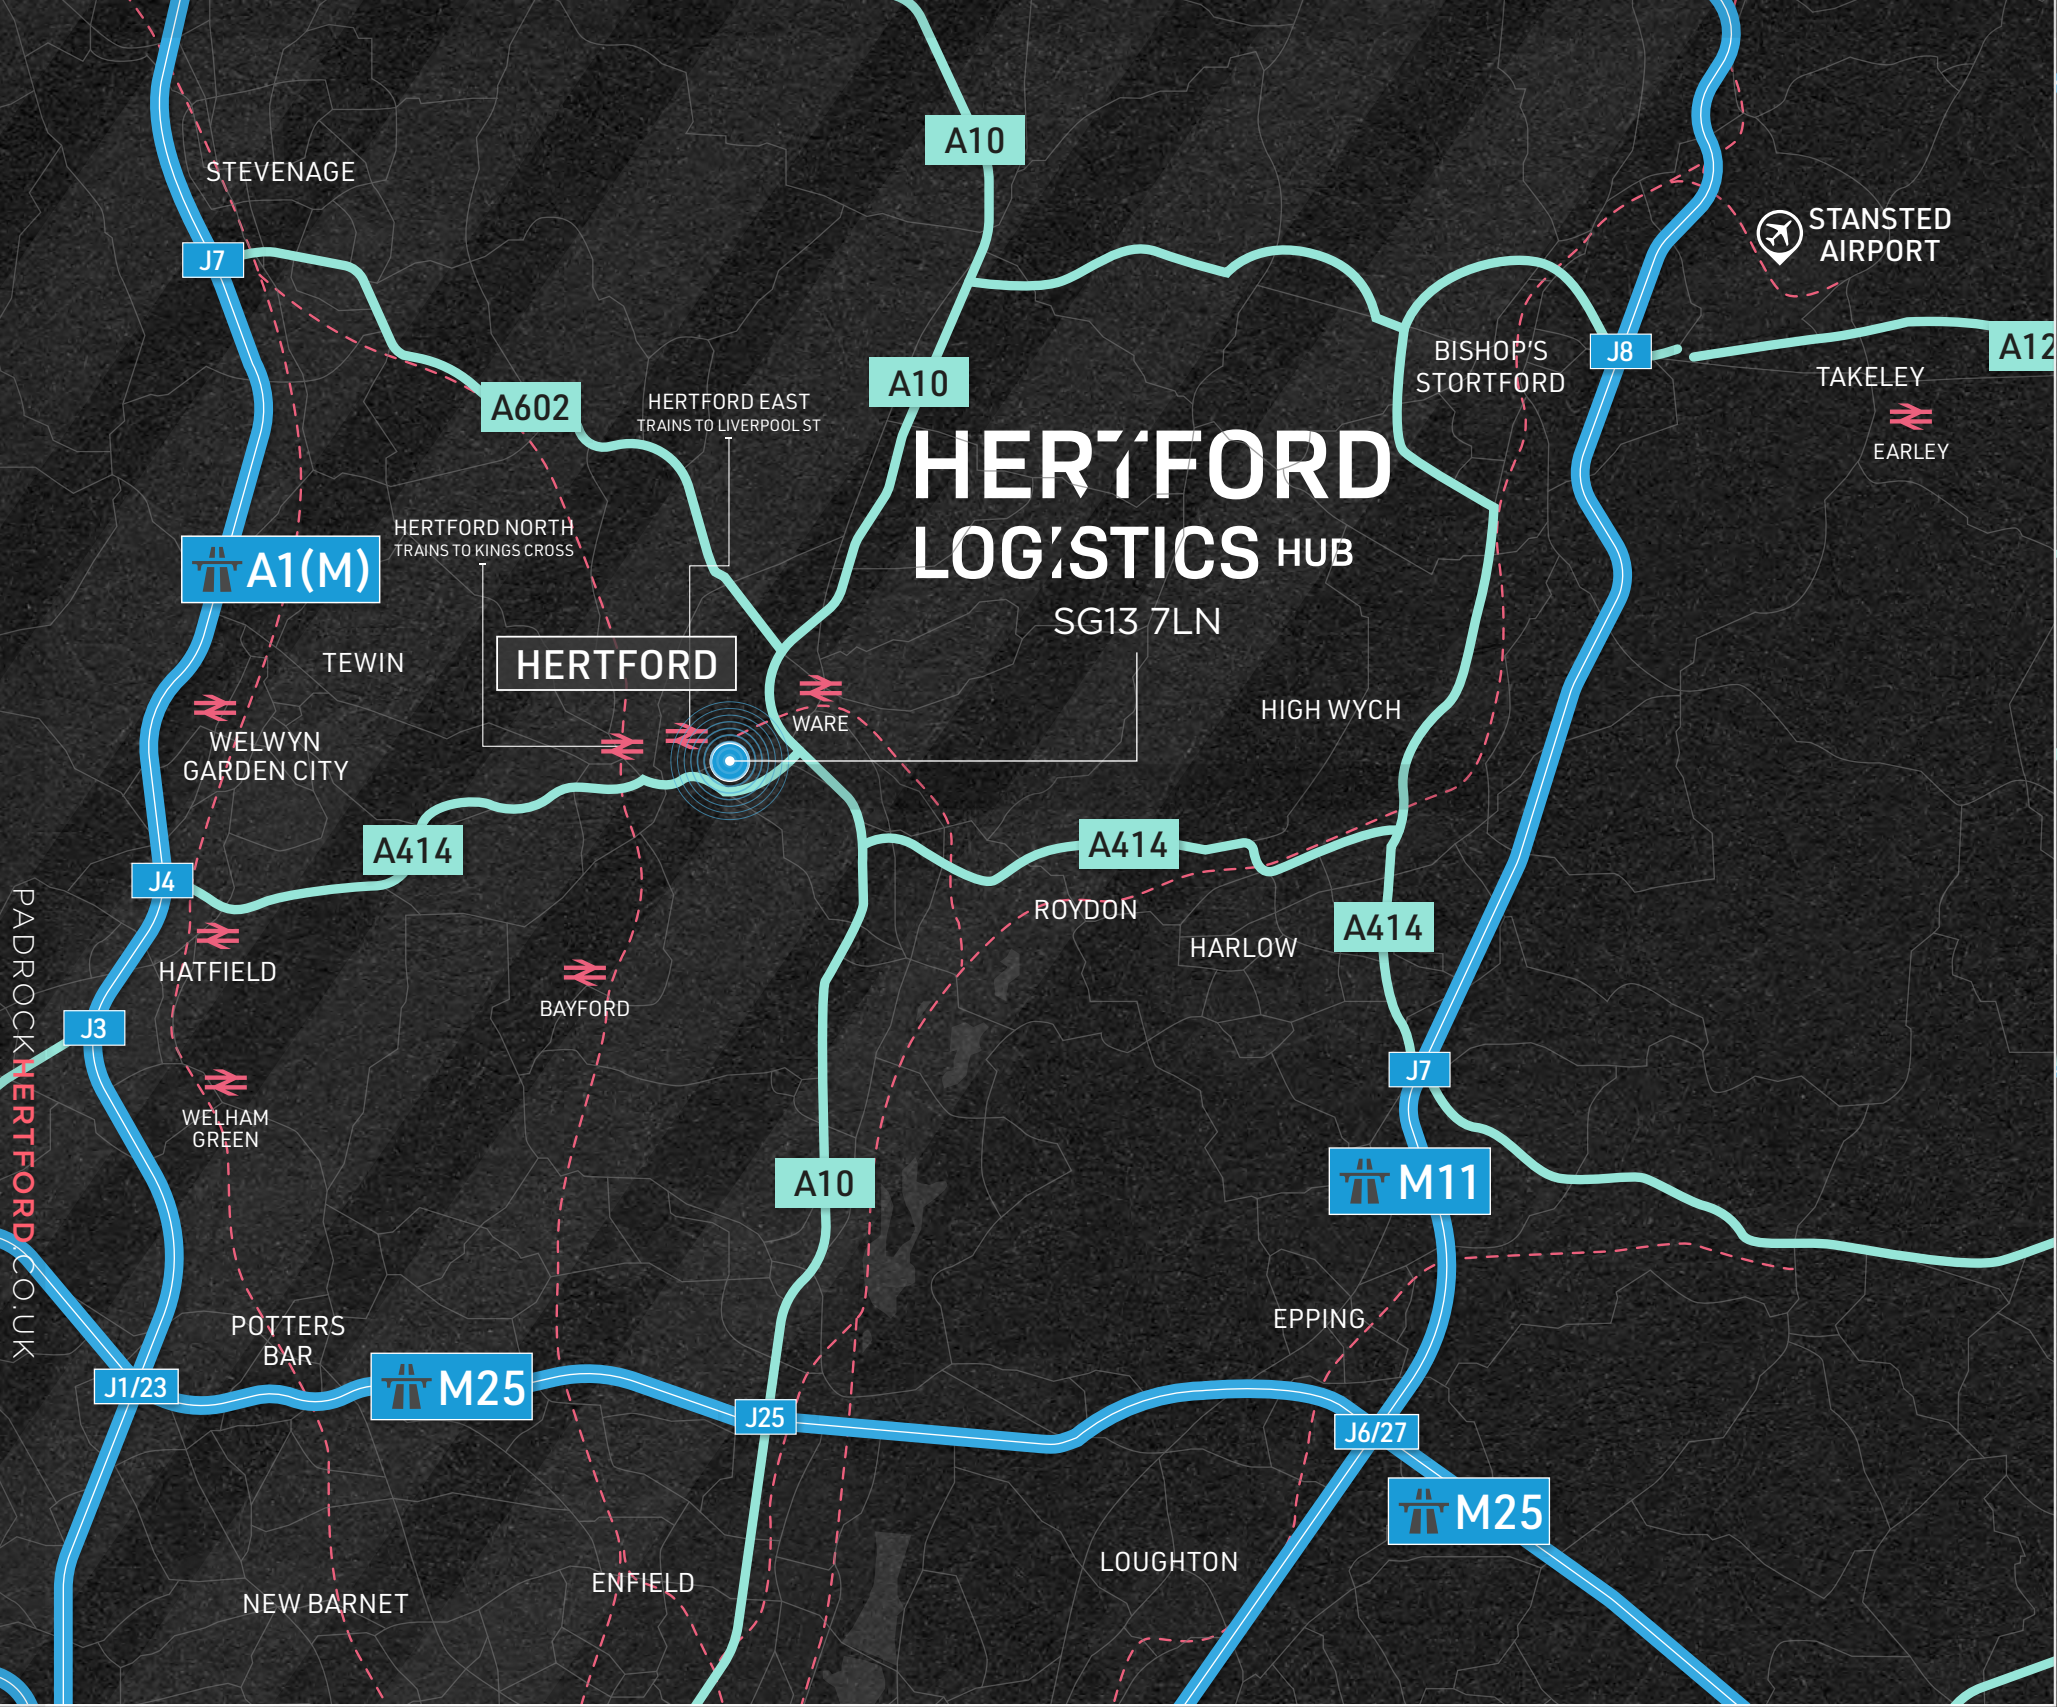 A10
STEVENAGE
STANSTED
AIRPORT
J7
A12
BISHOP'S
STORTFORD
J8
TAKELEY
A10
A602
HERTFORD EAST
TRAINS TO LIVERPOOL ST
EARLEY
HERTFORD
LOGISTICS HUB
SG13 7LN
HERTFORD NORTH
TRAINS TO KINGS CROSS
A1(M)
TEWIN
HERTFORD
WARE
HIGH WYCH
WELWYN
GARDEN CITY
A414
A414
J4
ROYDON
A414
HARLOW
HATFIELD
BAYFORD
J3
J7
WELHAM
GREEN
A10
M11
PADROCKHERTFORD.CO.UK
POTTERS
BAR
EPPING
J1/23
M25
J25
J6/27
M25
LOUGHTON
ENFIELD
NEW BARNET